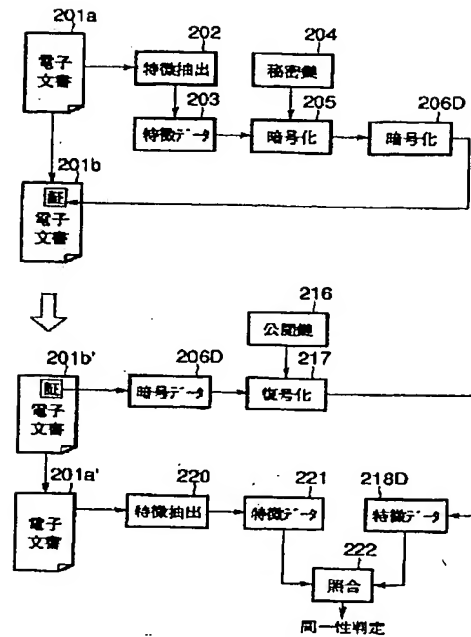 201a
電子
文書
202
特徴抽出
204
秘密鍵
203
特徴データ
205
暗号化
206D
暗号化
201b
証
電子
文書
216
公開鍵
201b'
証
電子
文書
206D
暗号データ
217
復号化
201a'
電子
文書
220
特徴抽出
221
特徴データ
218D
特徴データ
222
照合
同一性判定